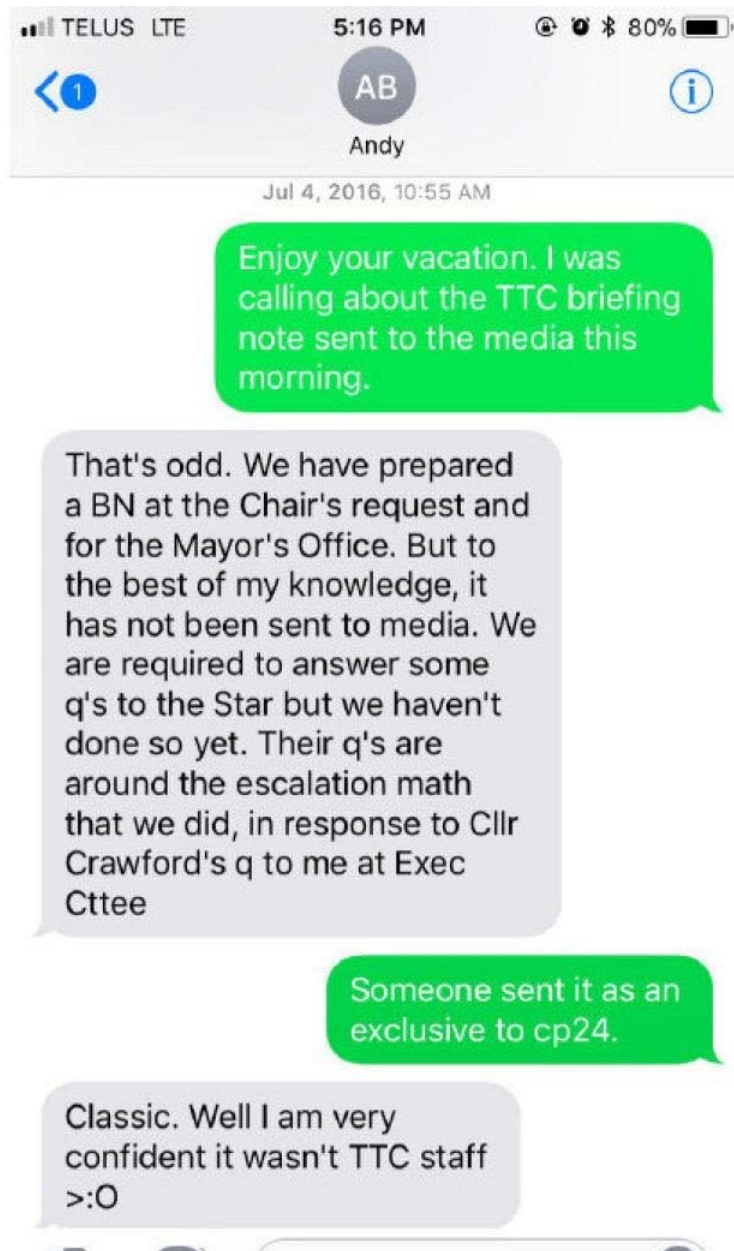 TELUS LTE 5:16 PM 80%
1
AB
Andy
Jul 4, 2016, 10:55 AM
Enjoy your vacation. I was
calling about the TTC briefing
note sent to the media this
morning.
That's odd. We have prepared
a BN at the Chair's request and
for the Mayor's Office. But to
the best of my knowledge, it
has not been sent to media. We
are required to answer some
q's to the Star but we haven't
done so yet. Their q's are
around the escalation math
that we did, in response to Cllr
Crawford's q to me at Exec
Cttee
Someone sent it as an
exclusive to cp24.
Classic. Well I am very
confident it wasn't TTC staff
>:O